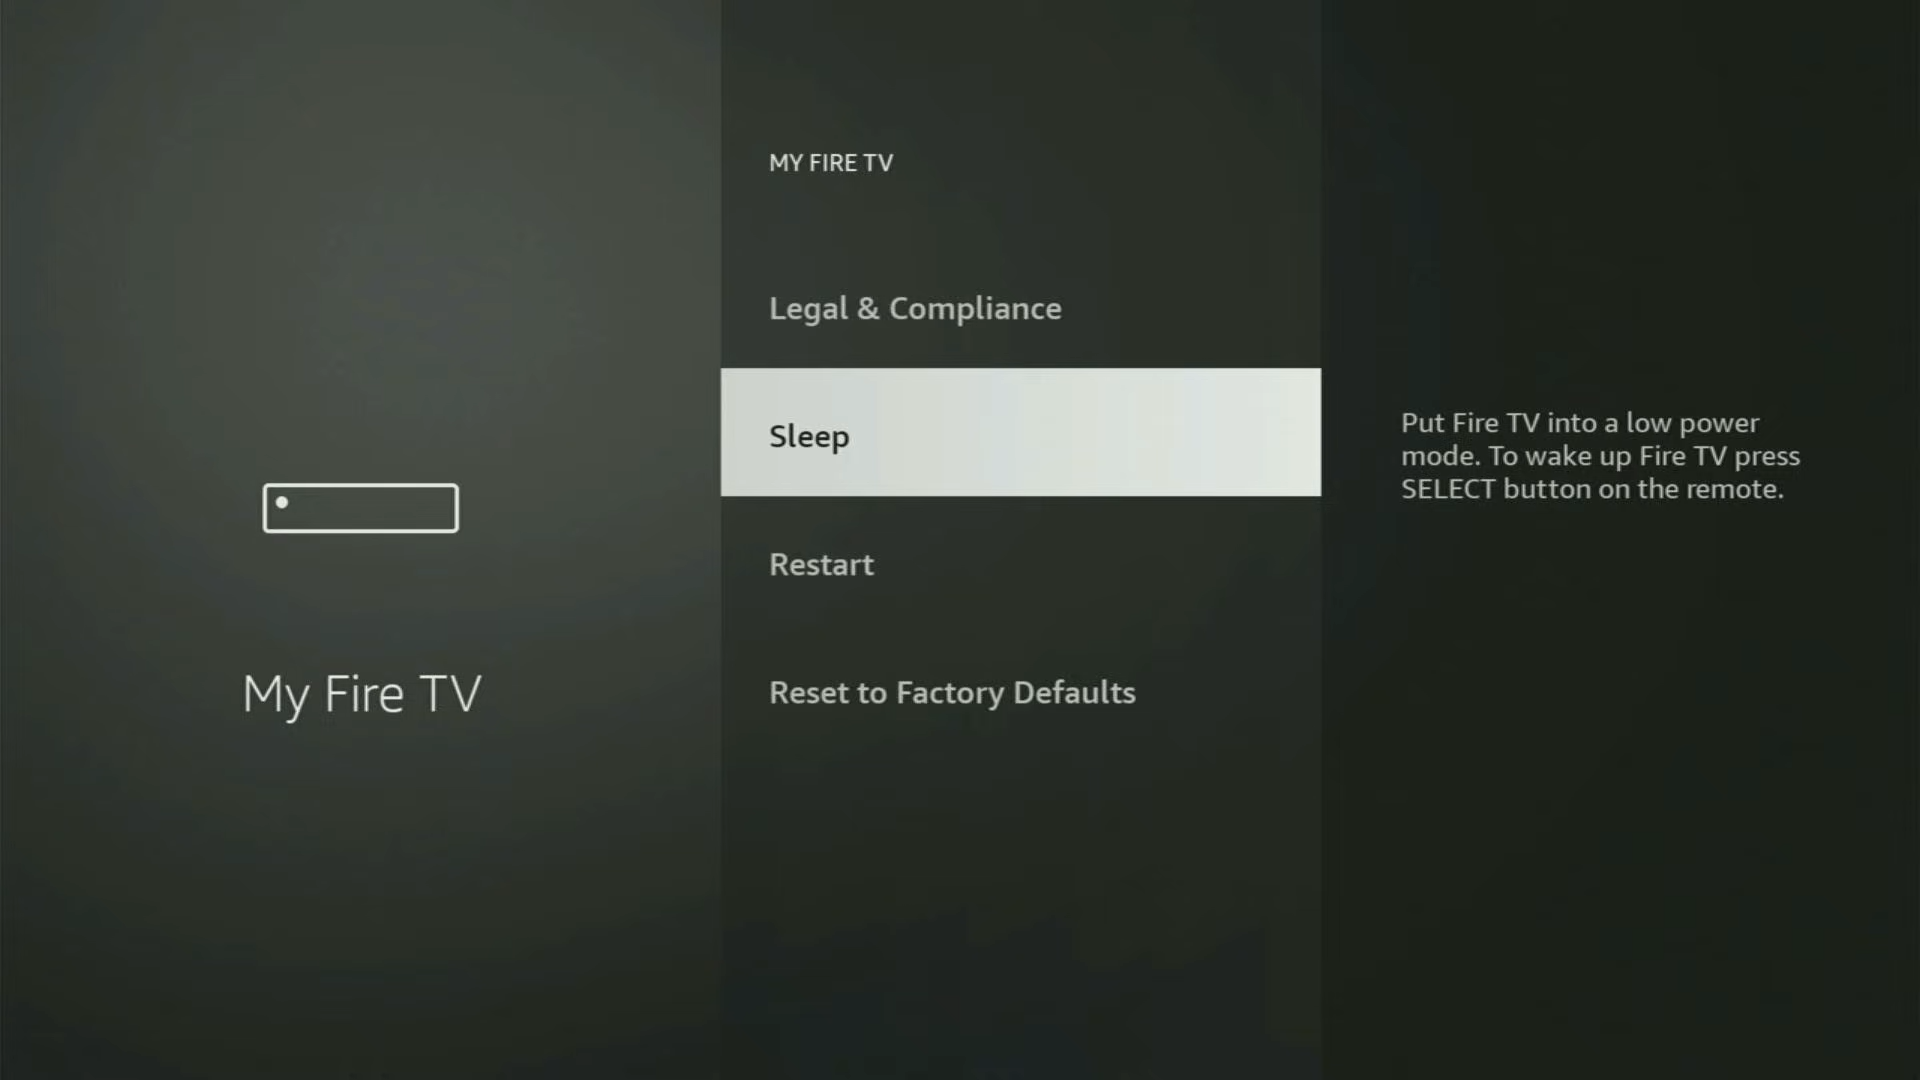 MY FIRE TV
Legal & Compliance
Sleep
Restart
Reset to Factory Defaults
My Fire TV
Put Fire TV into a low power
mode. To wake up Fire TV press
SELECT button on the remote.